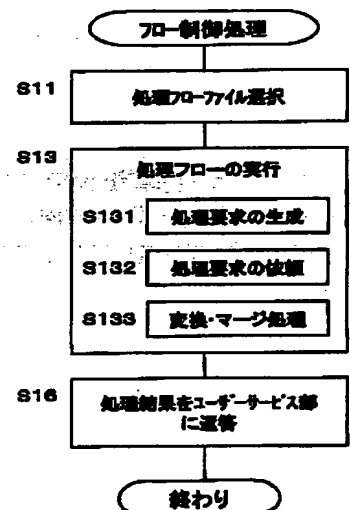 フロー制御処理
S11
処理フローファイル選択
S13
処理フローの実行
S131
処理要求の生成
S132
処理要求の依頼
S133
変換・マージ処理
S16
処理結果をユーザーサービス部
に返答
終わり